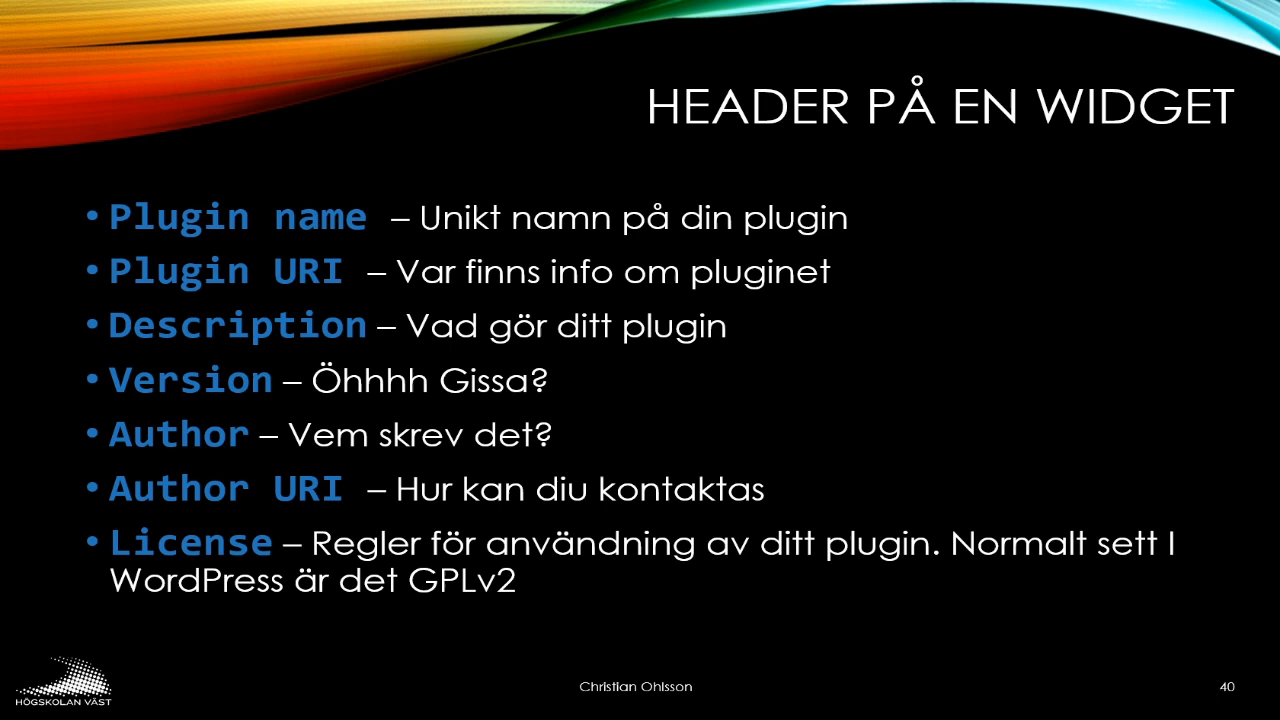 HEADER PÅ EN WIDGET
• Plugin name – Unikt namn på din plugin
• Plugin URI – Var finns info om pluginet
• Description – Vad gör ditt plugin
• Version – Öhhhh Gissa?
• Author – Vem skrev det?
• Author URI – Hur kan diu kontaktas
• License – Regler för användning av ditt plugin. Normalt sett I
WordPress är det GPLv2
HÖGSKOLAN VÄST
Christian Ohlsson
40